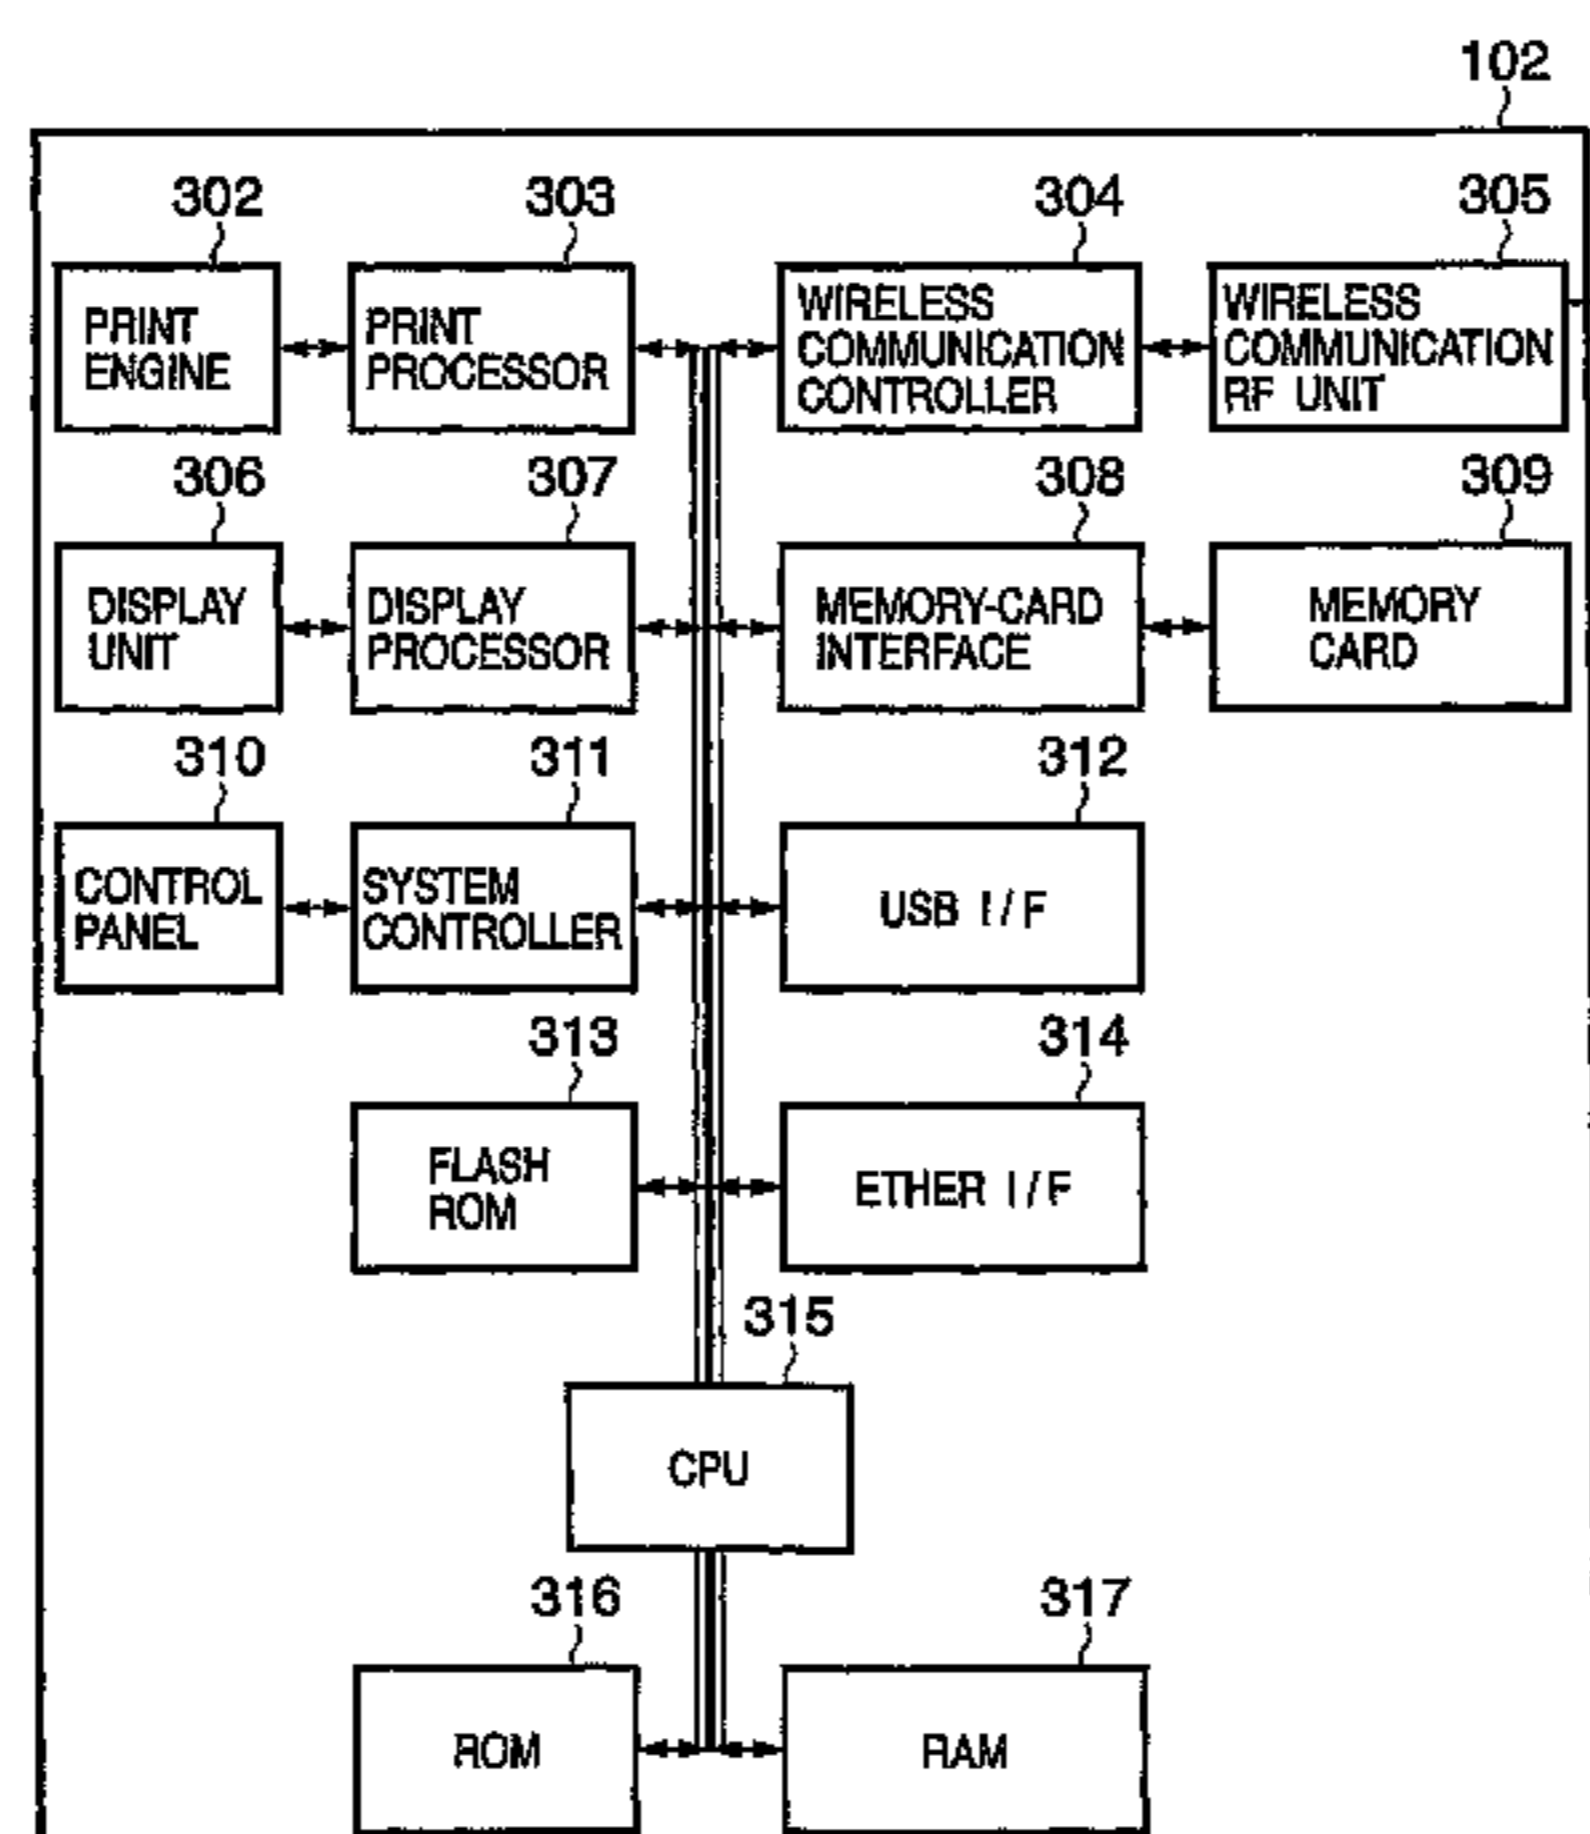 102
302
303
304
305
PRINT
ENGINE
PRINT
PROCESSOR
WIRELESS
COMMUNICATION
CONTROLLER
WIRELESS
COMMUNICATION
RF UNIT
306
307
308
309
DISPLAY
UNIT
DISPLAY
PROCESSOR
MEMORY-CARD
INTERFACE
MEMORY
CARD
310
311
312
CONTROL
PANEL
SYSTEM
CONTROLLER
USB I/F
313
314
FLASH
ROM
ETHER I/F
315
CPU
316
317
ROM
RAM